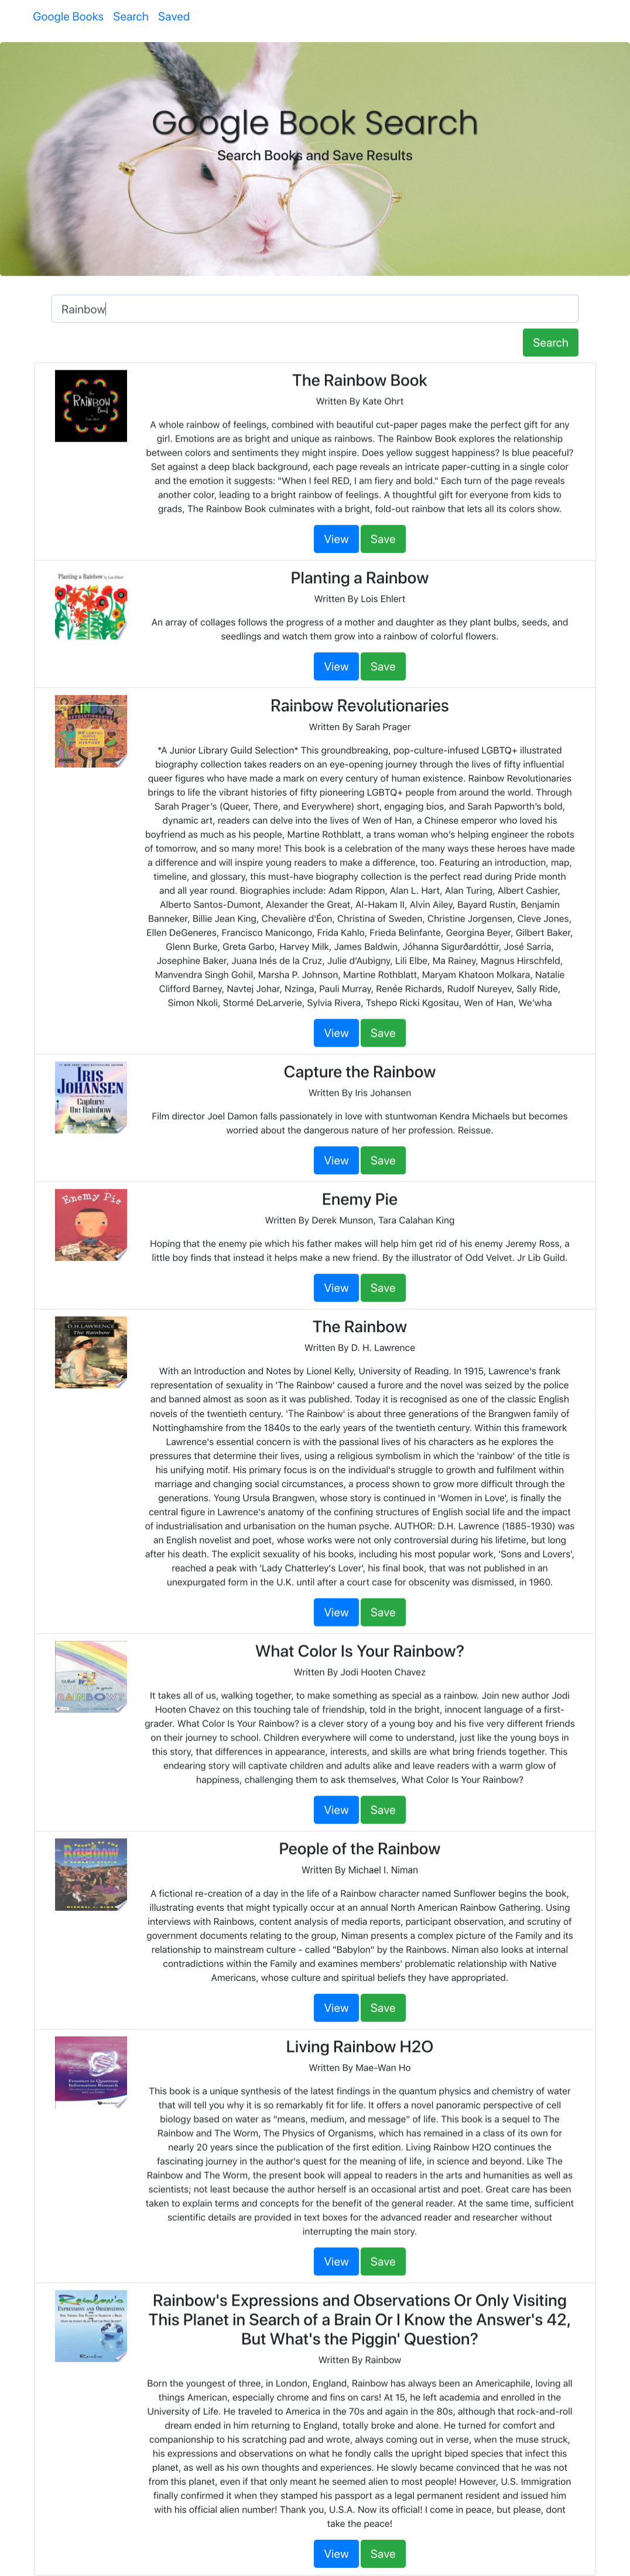 Google Books Search Saved
Google Book Search
Search Books and Save Results
Rainbow
Search
The Rainbow Book
Written By Kate Ohrt
A whole rainbow of feelings, combined with beautiful cut-paper pages make the perfect gift for any
girl. Emotions are as bright and unique as rainbows. The Rainbow Book explores the relationship
between colors and sentiments they might inspire. Does yellow suggest happiness? Is blue peaceful?
Set against a deep black background, each page reveals an intricate paper-cutting in a single color
and the emotion it suggests: "When I feel RED, I am fiery and bold." Each turn of the page reveals
another color, leading to a bright rainbow of feelings. A thoughtful gift for everyone from kids to
grads, The Rainbow Book culminates with a bright, fold-out rainbow that lets all its colors show.
View Save
Planting a Rainbow
Planting a Rainbow
Written By Lois Ehlert
An array of collages follows the progress of a mother and daughter as they plant bulbs, seeds, and
seedlings and watch them grow into a rainbow of colorful flowers.
View Save
Rainbow Revolutionaries
Written By Sarah Prager
*A Junior Library Guild Selection* This groundbreaking, pop-culture-infused LGBTQ+ illustrated
biography collection takes readers on an eye-opening journey through the lives of fifty influential
queer figures who have made a mark on every century of human existence. Rainbow Revolutionaries
brings to life the vibrant histories of fifty pioneering LGBTQ+ people from around the world. Through
Sarah Prager's (Queer, There, and Everywhere) short, engaging bios, and Sarah Papworth's bold,
dynamic art, readers can delve into the lives of Wen of Han, a Chinese emperor who loved his
boyfriend as much as his people, Martine Rothblatt, a trans woman who's helping engineer the robots
of tomorrow, and so many more! This book is a celebration of the many ways these heroes have made
a difference and will inspire young readers to make a difference, too. Featuring an introduction, map,
timeline, and glossary, this must-have biography collection is the perfect read during Pride month
and all year round. Biographies include: Adam Rippon, Alan L. Hart, Alan Turing, Albert Cashier,
Alberto Santos-Dumont, Alexander the Great, Al-Hakam II, Alvin Ailey, Bayard Rustin, Benjamin
Banneker, Billie Jean King, Chevalière d'Éon, Christina of Sweden, Christine Jorgensen, Cleve Jones,
Ellen DeGeneres, Francisco Manicongo, Frida Kahlo, Frieda Belinfante, Georgina Beyer, Gilbert Baker,
Glenn Burke, Greta Garbo, Harvey Milk, James Baldwin, Jóhanna Sigurðardóttir, José Sarria,
Josephine Baker, Juana Inés de la Cruz, Julie d'Aubigny, Lili Elbe, Ma Rainey, Magnus Hirschfeld,
Manvendra Singh Gohil, Marsha P. Johnson, Martine Rothblatt, Maryam Khatoon Molkara, Natalie
Clifford Barney, Navtej Johar, Nzinga, Pauli Murray, Renée Richards, Rudolf Nureyev, Sally Ride,
Simon Nkoli, Stormé DeLarverie, Sylvia Rivera, Tshepo Ricki Kgositau, Wen of Han, We'wha
View Save
IRIS
JOHANSEN
Capture
the Rainbow
Capture the Rainbow
Written By Iris Johansen
Film director Joel Damon falls passionately in love with stuntwoman Kendra Michaels but becomes
worried about the dangerous nature of her profession. Reissue.
View Save
Enemy Pie
Enemy Pie
Written By Derek Munson, Tara Calahan King
Hoping that the enemy pie which his father makes will help him get rid of his enemy Jeremy Ross, a
little boy finds that instead it helps make a new friend. By the illustrator of Odd Velvet. Jr Lib Guild.
View Save
D.H.LAWRENCE
The Rainbow
The Rainbow
Written By D. H. Lawrence
With an Introduction and Notes by Lionel Kelly, University of Reading. In 1915, Lawrence's frank
representation of sexuality in 'The Rainbow' caused a furore and the novel was seized by the police
and banned almost as soon as it was published. Today it is recognised as one of the classic English
novels of the twentieth century. 'The Rainbow' is about three generations of the Brangwen family of
Nottinghamshire from the 1840s to the early years of the twentieth century. Within this framework
Lawrence's essential concern is with the passional lives of his characters as he explores the
pressures that determine their lives, using a religious symbolism in which the 'rainbow' of the title is
his unifying motif. His primary focus is on the individual's struggle to growth and fulfilment within
marriage and changing social circumstances, a process shown to grow more difficult through the
generations. Young Ursula Brangwen, whose story is continued in 'Women in Love', is finally the
central figure in Lawrence's anatomy of the confining structures of English social life and the impact
of industrialisation and urbanisation on the human psyche. AUTHOR: D.H. Lawrence (1885-1930) was
an English novelist and poet, whose works were not only controversial during his lifetime, but long
after his death. The explicit sexuality of his books, including his most popular work, 'Sons and Lovers',
reached a peak with 'Lady Chatterley's Lover', his final book, that was not published in an
unexpurgated form in the U.K. until after a court case for obscenity was dismissed, in 1960.
View Save
What Color Is Your Rainbow?
Written By Jodi Hooten Chavez
It takes all of us, walking together, to make something as special as a rainbow. Join new author Jodi
Hooten Chavez on this touching tale of friendship, told in the bright, innocent language of a first-
grader. What Color Is Your Rainbow? is a clever story of a young boy and his five very different friends
on their journey to school. Children everywhere will come to understand, just like the young boys in
this story, that differences in appearance, interests, and skills are what bring friends together. This
endearing story will captivate children and adults alike and leave readers with a warm glow of
happiness, challenging them to ask themselves, What Color Is Your Rainbow?
View Save
People of the Rainbow
Written By Michael I. Niman
A fictional re-creation of a day in the life of a Rainbow character named Sunflower begins the book,
illustrating events that might typically occur at an annual North American Rainbow Gathering. Using
interviews with Rainbows, content analysis of media reports, participant observation, and scrutiny of
government documents relating to the group, Niman presents a complex picture of the Family and its
relationship to mainstream culture - called "Babylon" by the Rainbows. Niman also looks at internal
contradictions within the Family and examines members' problematic relationship with Native
Americans, whose culture and spiritual beliefs they have appropriated.
View Save
Living Rainbow H2O
Written By Mae-Wan Ho
This book is a unique synthesis of the latest findings in the quantum physics and chemistry of water
that will tell you why it is so remarkably fit for life. It offers a novel panoramic perspective of cell
biology based on water as "means, medium, and message" of life. This book is a sequel to The
Rainbow and The Worm, The Physics of Organisms, which has remained in a class of its own for
nearly 20 years since the publication of the first edition. Living Rainbow H2O continues the
fascinating journey in the author's quest for the meaning of life, in science and beyond. Like The
Rainbow and The Worm, the present book will appeal to readers in the arts and humanities as well as
scientists; not least because the author herself is an occasional artist and poet. Great care has been
taken to explain terms and concepts for the benefit of the general reader. At the same time, sufficient
scientific details are provided in text boxes for the advanced reader and researcher without
interrupting the main story.
View Save
Rainbow's Expressions and Observations Or Only Visiting
This Planet in Search of a Brain Or I Know the Answer's 42,
But What's the Piggin' Question?
Written By Rainbow
Born the youngest of three, in London, England, Rainbow has always been an Americaphile, loving all
things American, especially chrome and fins on cars! At 15, he left academia and enrolled in the
University of Life. He traveled to America in the 70s and again in the 80s, although that rock-and-roll
dream ended in him returning to England, totally broke and alone. He turned for comfort and
companionship to his scratching pad and wrote, always coming out in verse, when the muse struck,
his expressions and observations on what he fondly calls the upright biped species that infect this
planet, as well as his own thoughts and experiences. He slowly became convinced that he was not
from this planet, even if that only meant he seemed alien to most people! However, U.S. Immigration
finally confirmed it when they stamped his passport as a legal permanent resident and issued him
with his official alien number! Thank you, U.S.A. Now its official! I come in peace, but please, dont
take the peace!
View Save